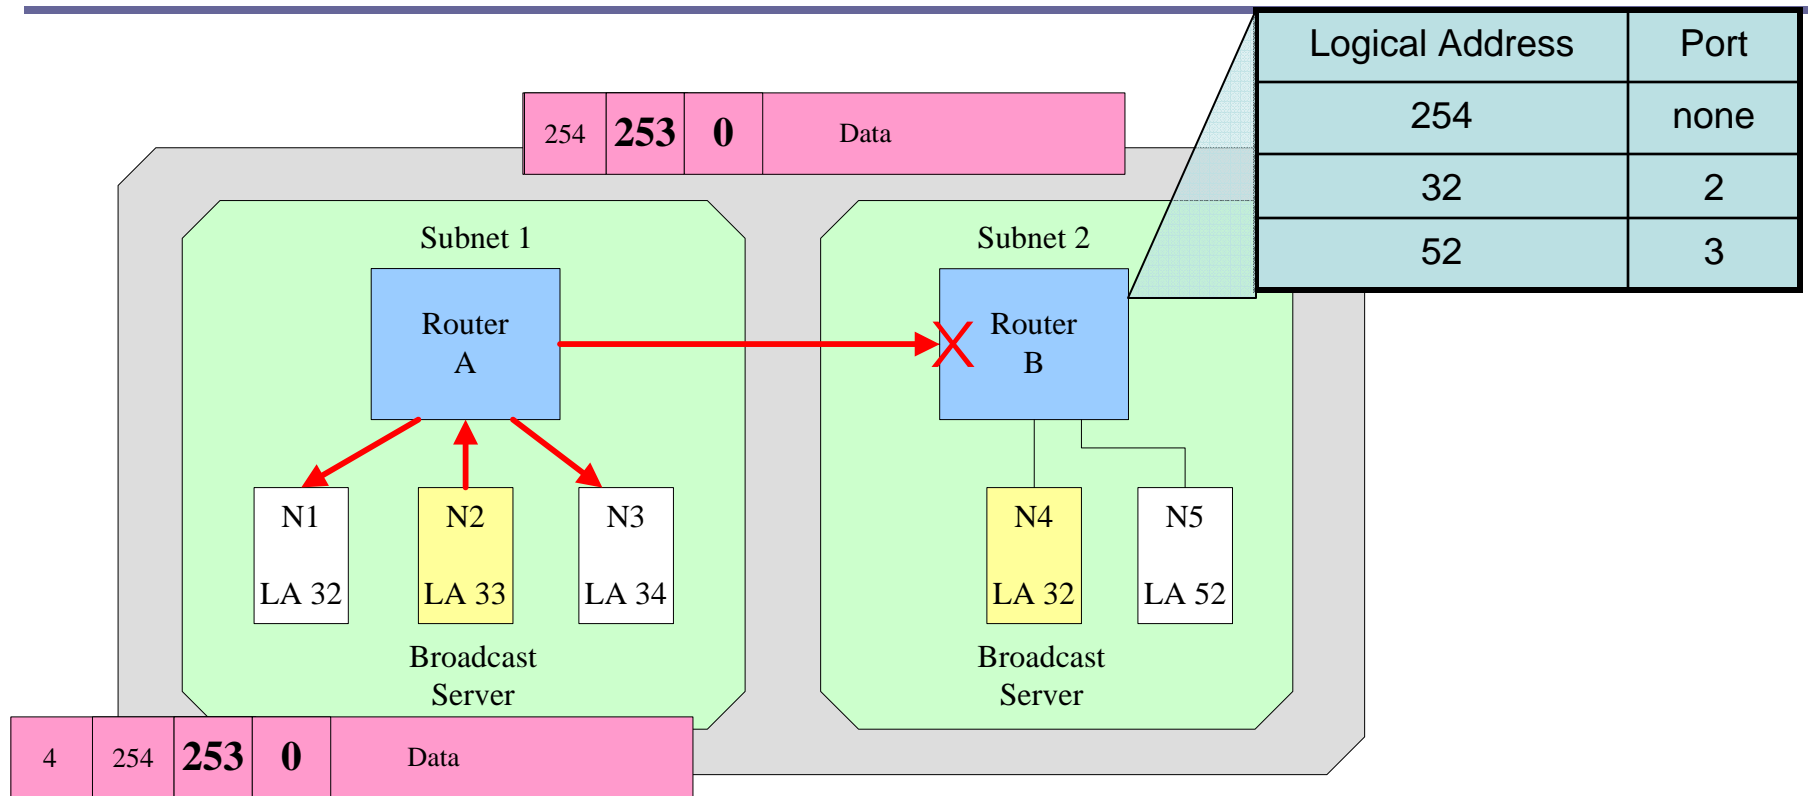 Logical Address Port
254 none
32 2
52 3
254 253 0 Data
Subnet 1
Subnet 2
Router
A
Router
B
N1
LA 32
N2
LA 33
N3
LA 34
N4
LA 32
N5
LA 52
Broadcast
Server
Broadcast
Server
4 254 253 0 Data